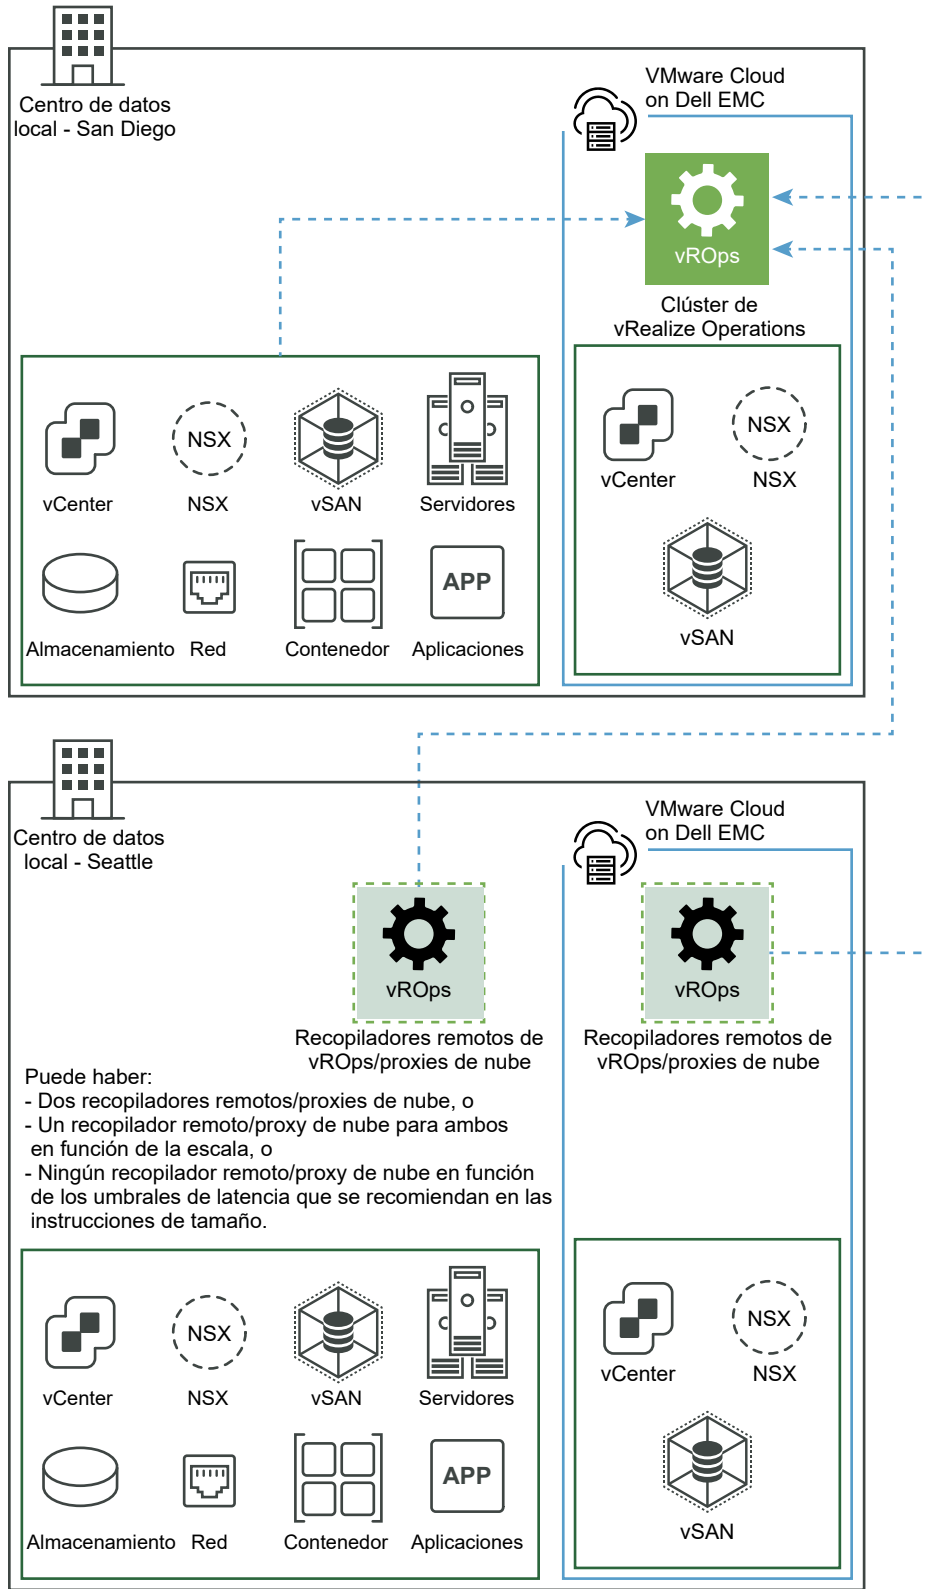 Centro de datos
local - San Diego
VMware Cloud
on Dell EMC
vROps
Clúster de
vRealize Operations
vCenter
NSX
NSX
vSAN
Servidores
Almacenamiento
Red
Contenedor
APP
Aplicaciones
vCenter
NSX
NSX
vSAN
Centro de datos
local - Seattle
VMware Cloud
on Dell EMC
vROps
Recopiladores remotos de
vROps/proxies de nube
vROps
Recopiladores remotos de
vROps/proxies de nube
Puede haber:
- Dos recopiladores remotos/proxies de nube, o
- Un recopilador remoto/proxy de nube para ambos
en función de la escala, o
- Ningún recopilador remoto/proxy de nube en función
de los umbrales de latencia que se recomiendan en las
instrucciones de tamaño.
vCenter
NSX
NSX
vSAN
Servidores
Almacenamiento
Red
Contenedor
APP
Aplicaciones
vCenter
NSX
NSX
vSAN